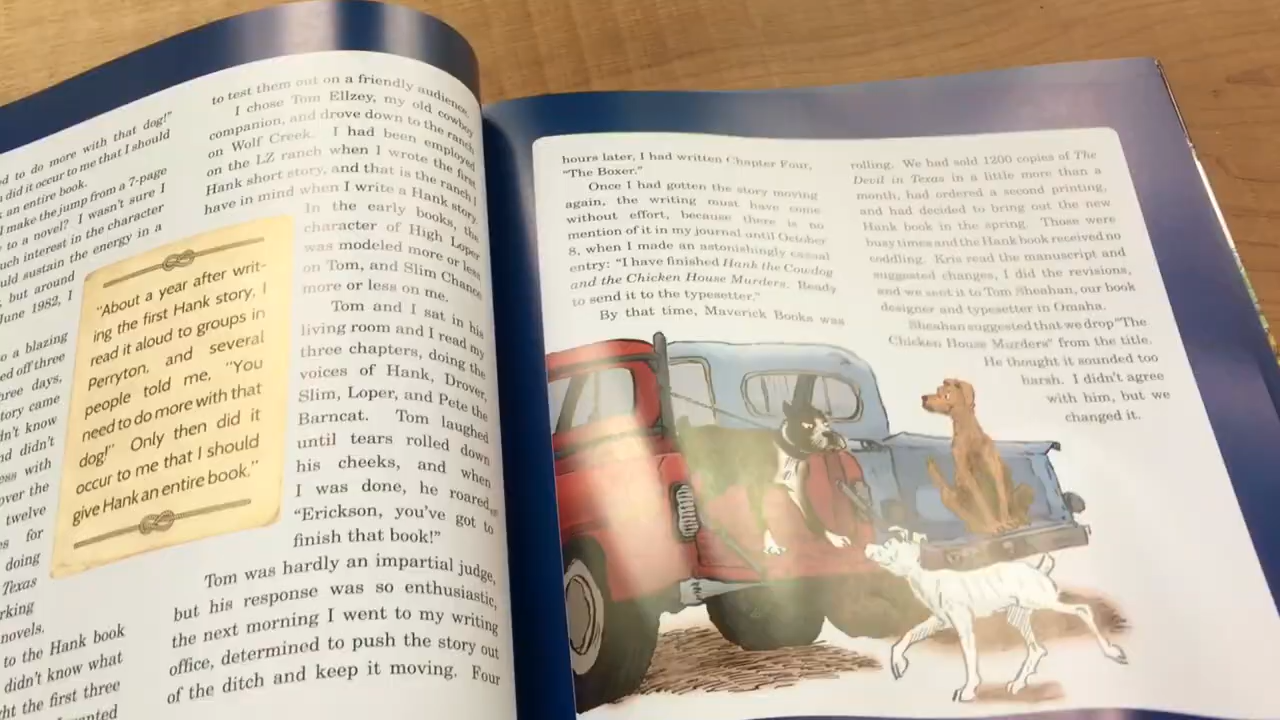 d to do more with that dog!"
did it occur to me that I should
an entire book.
I make the jump from a 7-page
to a novel? I wasn't sure I
uch interest in the character
uld sustain the energy in a
but around
June 1982, I
o a blazing
ed off three
hree days,
tory came
dn't know
nd didn't
ess with
over the
twelve
es for
doing
Texas
rking
novels.
to the Hank book
didn't know what
ght the first three
"About a year after writ-
ing the first Hank story, I
read it aloud to groups in
Perryton, and several
people told me, "You
need to do more with that
dog!" Only then did it
occur to me that I should
give Hank an entire book."
to test them out on a friendly audience.
I chose Tom Ellzey, my old cowboy
companion, and drove down to the ranch
on Wolf Creek. I had been employed
on the LZ ranch when I wrote the first
Hank short story, and that is the ranch I
have in mind when I write a Hank story.
In the early books, the
character of High Loper
was modeled more or less
on Tom, and Slim Chance
more or less on me.
Tom and I sat in his
living room and I read my
three chapters, doing the
voices of Hank, Drover,
Slim, Loper, and Pete the
Barncat. Tom laughed
until tears rolled down
his cheeks, and when
I was done, he roared,
"Erickson, you've got to
finish that book!"
Tom was hardly an impartial judge,
but his response was so enthusiastic,
the next morning I went to my writing
office, determined to push the story out
of the ditch and keep it moving. Four
hours later, I had written Chapter Four,
"The Boxer."
Once I had gotten the story moving
again, the writing must have come
without effort, because there is no
mention of it in my journal until October
8, when I made an astonishingly casual
entry: "I have finished Hank the Cowdog
and the Chicken House Murders. Ready
to send it to the typesetter."
By that time, Maverick Books was
rolling. We had sold 1200 copies of The
Devil in Texas in a little more than a
month, had ordered a second printing,
and had decided to bring out the new
Hank book in the spring. Those were
busy times and the Hank book received no
coddling. Kris read the manuscript and
suggested changes, I did the revisions,
and we sent it to Tom Sheahan, our book
designer and typesetter in Omaha.
Sheahan suggested that we drop "The
Chicken House Murders" from the title.
He thought it sounded too
harsh. I didn't agree
with him, but we
changed it.